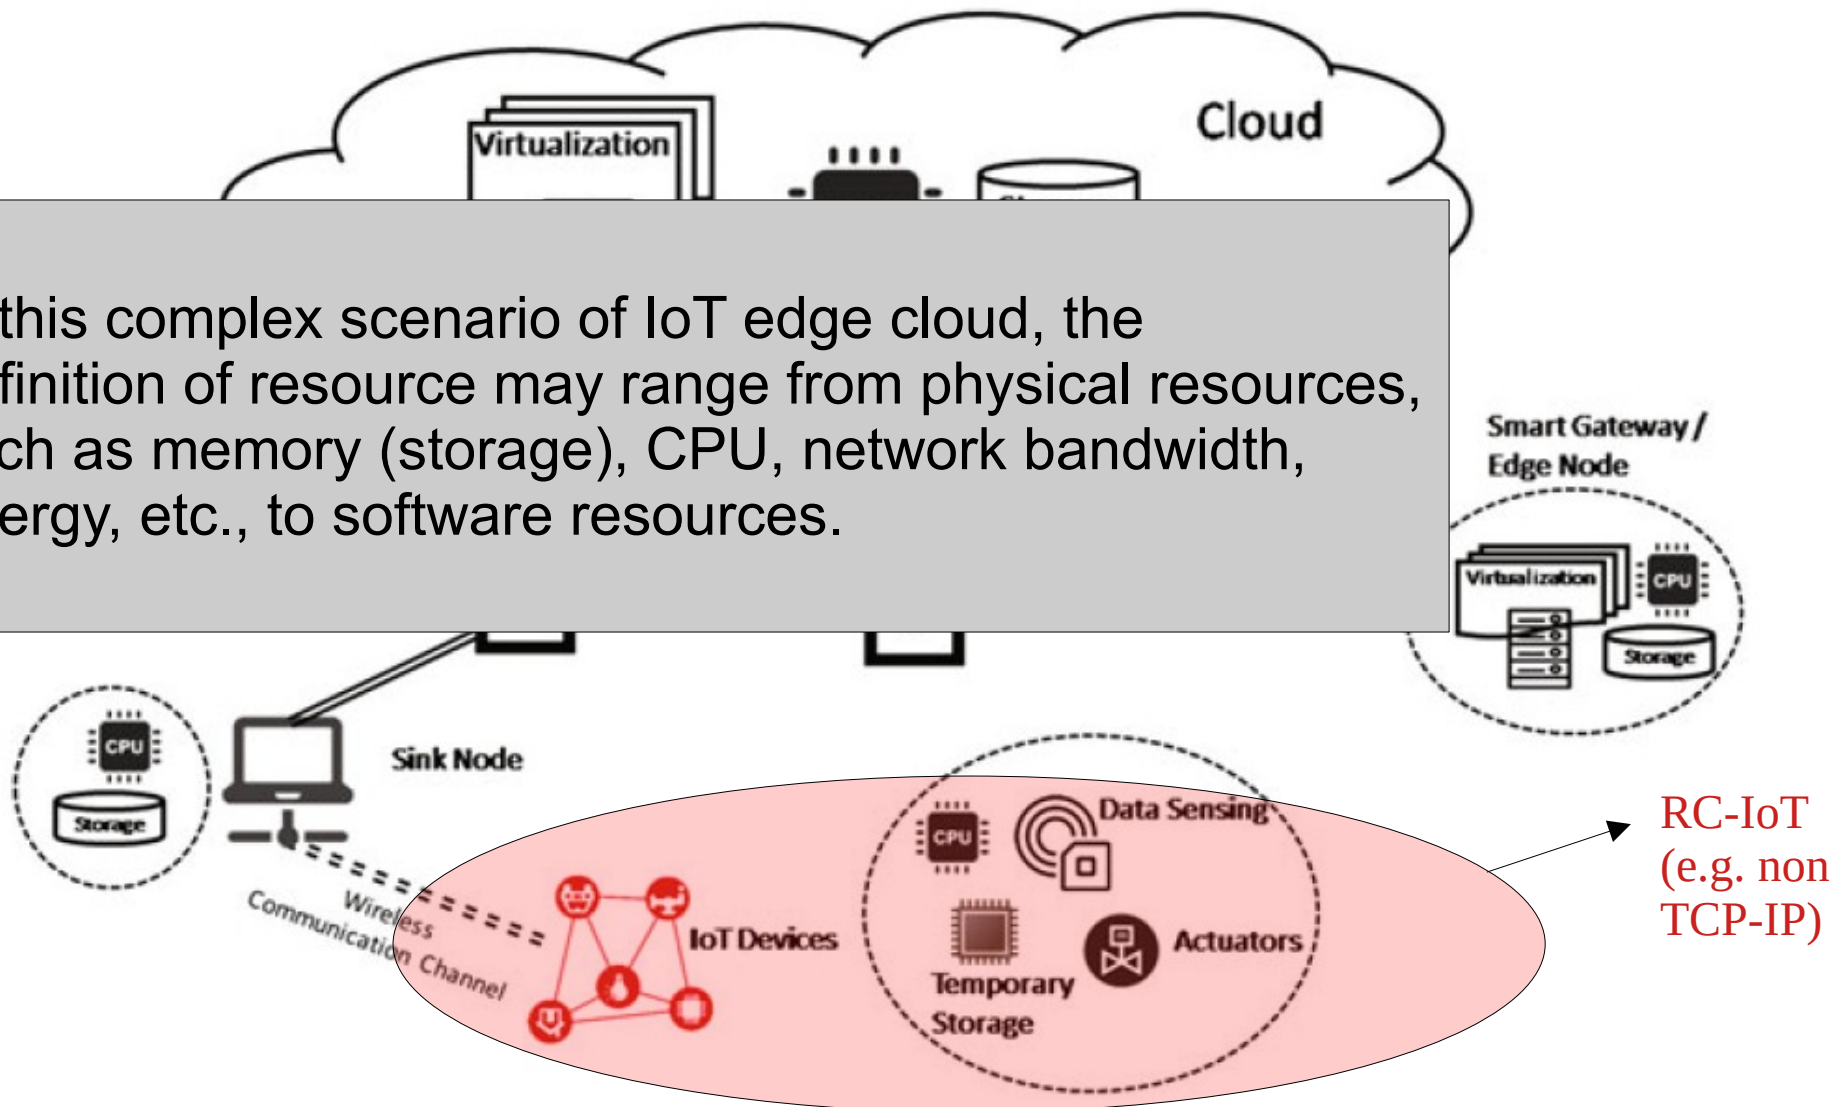 Cloud
Virtualization
this complex scenario of IoT edge cloud, the
finition of resource may range from physical resources,
ch as memory (storage), CPU, network bandwidth,
ergy, etc., to software resources.
Smart Gateway /
Edge Node
Virtualization
CPU
Storage
CPU
Storage
Sink Node
Wireless
Communication Channel
IoT Devices
CPU
Data Sensing
Temporary
Storage
Actuators
RC-IoT
(e.g. non
TCP-IP)